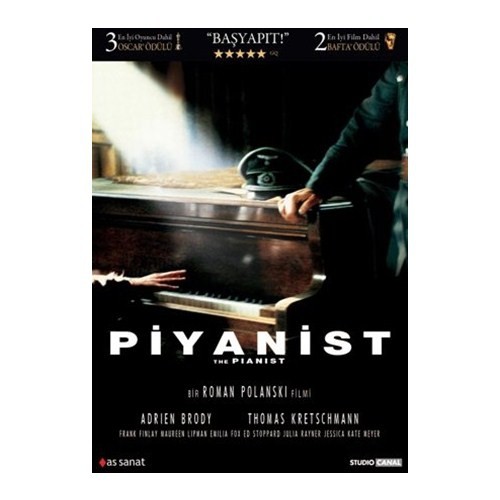 3 En İyi Oyuncu Dahil
OSCAR' ÖDÜLÜ
"BAŞYAPIT!"
★★★★★ GQ
2 En İyi Film Dahil
BAFTA' ÖDÜLÜ
PİYANİST
THE PIANIST
BİR ROMAN POLANSKI FİLMİ
ADRIEN BRODY THOMAS KRETSCHMANN
FRANK FINLAY MAUREEN LIPMAN EMILIA FOX ED STOPPARD JULIA RAYNER JESSICA KATE MEYER
as sanat
STUDIO CANAL